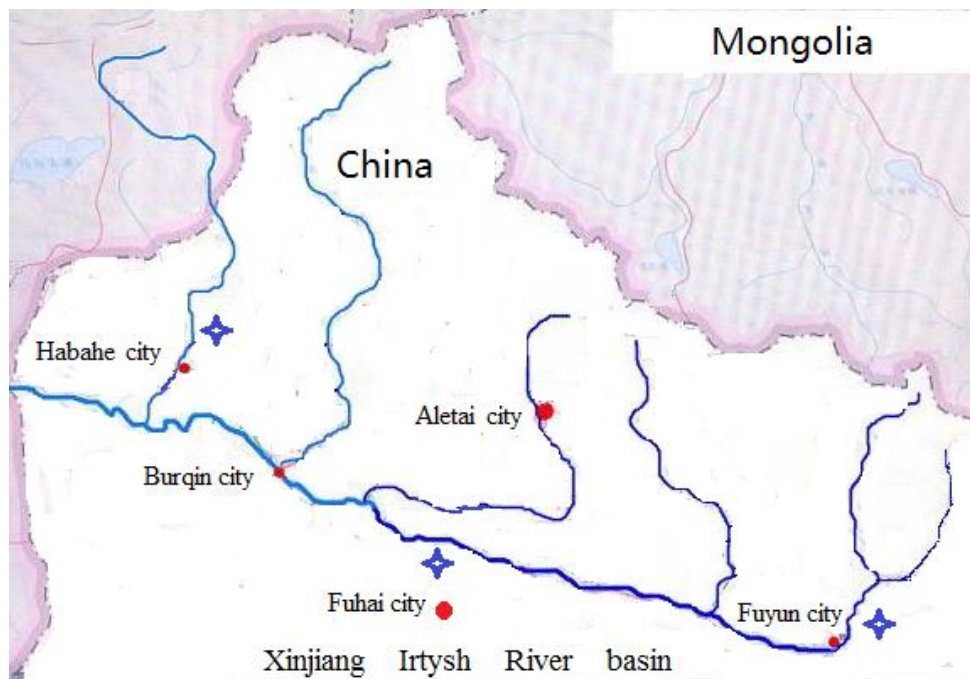 Mongolia
China
Habahe city
Aletai city
Burqin city
Fuhai city
Fuyun city
Xinjiang Irtysh River basin